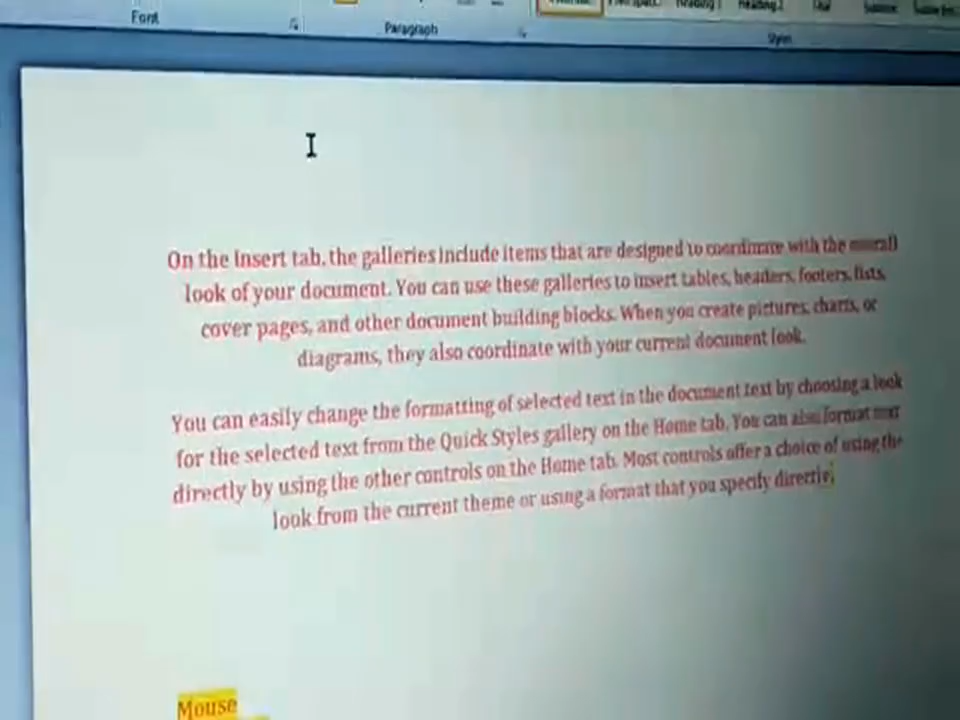 Font
Paragraph
Styles
On the Insert tab, the galleries include items that are designed to coordinate with the overall
look of your document. You can use these galleries to insert tables, headers, footers, lists,
cover pages, and other document building blocks. When you create pictures, charts, or
diagrams, they also coordinate with your current document look.
You can easily change the formatting of selected text in the document text by choosing a look
for the selected text from the Quick Styles gallery on the Home tab. You can also format text
directly by using the other controls on the Home tab. Most controls offer a choice of using the
look from the current theme or using a format that you specify
Mouse